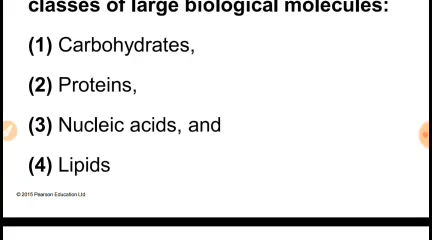 classes of large biological molecules:
(1) Carbohydrates,
(2) Proteins,
(3) Nucleic acids, and
(4) Lipids
© 2015 Pearson Education Ltd